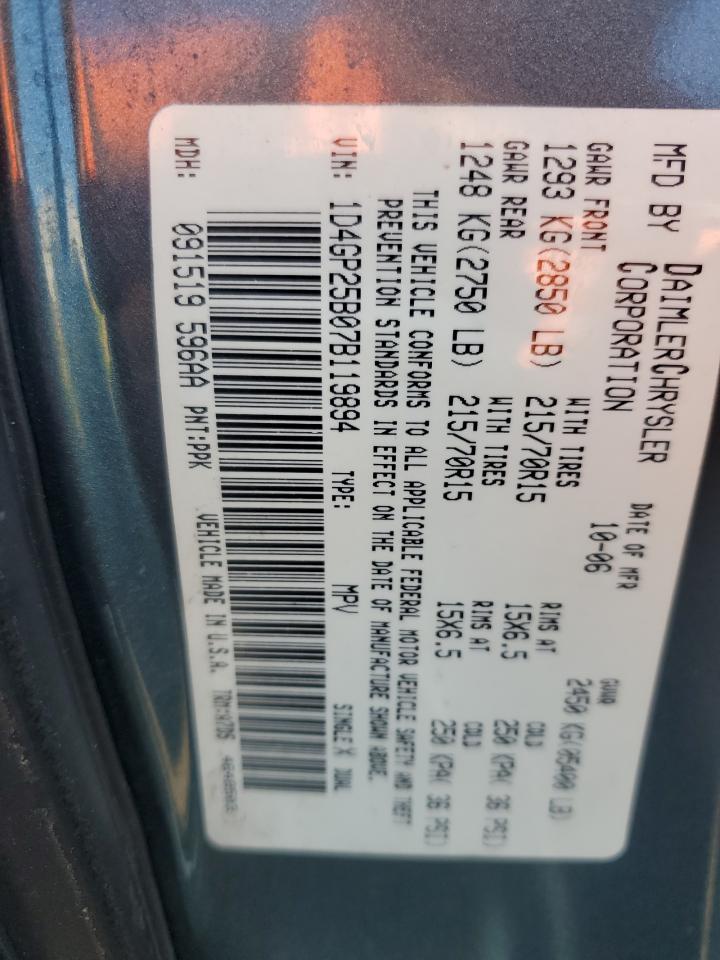 MFD BY DAIMLERCHRYSLER CORPORATION
DATE OF MFR 10-06
GVWR 2450 KG(05400 LB)
GAWR FRONT WITH TIRES RIMS AT COLD
1293 KG(2850 LB) 215/70R15 15X6.5 250 KPA( 36 PSI)
GAWR REAR WITH TIRES RIMS AT COLD
1248 KG(2750 LB) 215/70R15 15X6.5 250 KPA( 36 PSI)
THIS VEHICLE CONFORMS TO ALL APPLICABLE FEDERAL MOTOR VEHICLE SAFETY AND THEFT
PREVENTION STANDARDS IN EFFECT ON THE DATE OF MANUFACTURE SHOWN ABOVE.
VIN: 1D4GP25B07B119894 TYPE: MPV SINGLE X DUAL
MDH: 091519 596AA PNT:PPK VEHICLE MADE IN U.S.A.